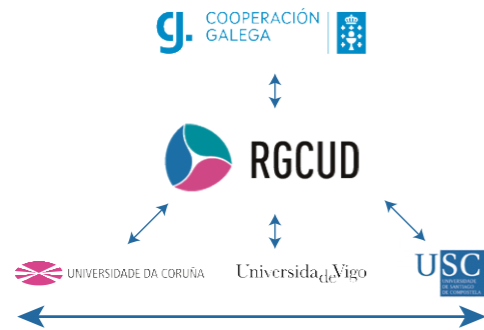 g. COOPERACIÓN
GALEGA
RGCUD
UNIVERSIDADE DA CORUÑA
UniversidadeVigo
USC
UNIVERSIDADE
DE SANTIAGO
DE COMPOSTELA